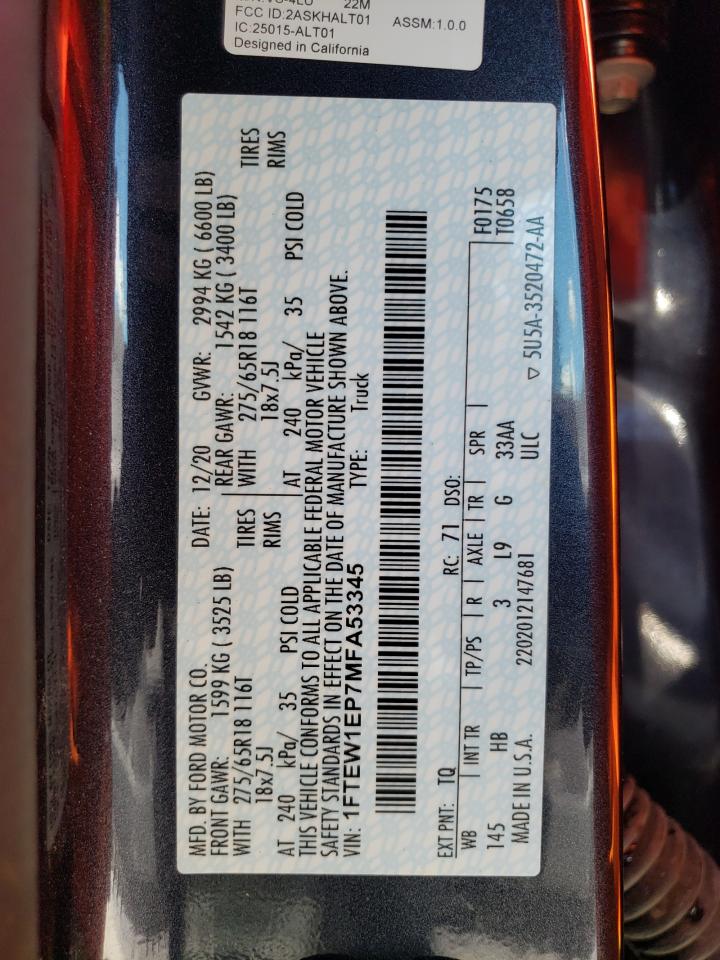 22M
FCC ID:2ASKHALT01
ASSM:1.0.0
IC:25015-ALT01
Designed in California
MFD. BY FORD MOTOR CO. DATE: 12/20 GVWR: 2994 KG ( 6600 LB)
FRONT GAWR: 1599 KG ( 3525 LB) REAR GAWR: 1542 KG ( 3400 LB)
WITH 275/65R18 116T TIRES WITH 275/65R18 116T TIRES
18x7.5J RIMS 18x7.5J RIMS
AT 240 kPa/ 35 PSI COLD AT 240 kPa/ 35 PSI COLD
THIS VEHICLE CONFORMS TO ALL APPLICABLE FEDERAL MOTOR VEHICLE
SAFETY STANDARDS IN EFFECT ON THE DATE OF MANUFACTURE SHOWN ABOVE.
VIN: 1FTEW1EP7MFA53345 TYPE: Truck
EXT PNT: TQ RC: 71 DSO: F0175
WB INT TR TP/PS R AXLE TR SPR T0658
145 HB 3 L9 G 33AA
MADE IN U.S.A. 2202012147681 ULC ▽ 5U5A-3520472-AA